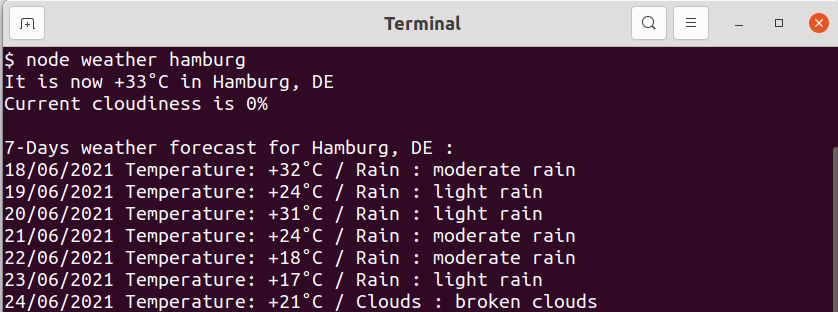 Terminal
$ node weather hamburg
It is now +33°C in Hamburg, DE
Current cloudiness is 0%
7-Days weather forecast for Hamburg, DE :
18/06/2021 Temperature: +32°C / Rain : moderate rain
19/06/2021 Temperature: +24°C / Rain : light rain
20/06/2021 Temperature: +31°C / Rain : light rain
21/06/2021 Temperature: +24°C / Rain : moderate rain
22/06/2021 Temperature: +18°C / Rain : moderate rain
23/06/2021 Temperature: +17°C / Rain : light rain
24/06/2021 Temperature: +21°C / Clouds : broken clouds